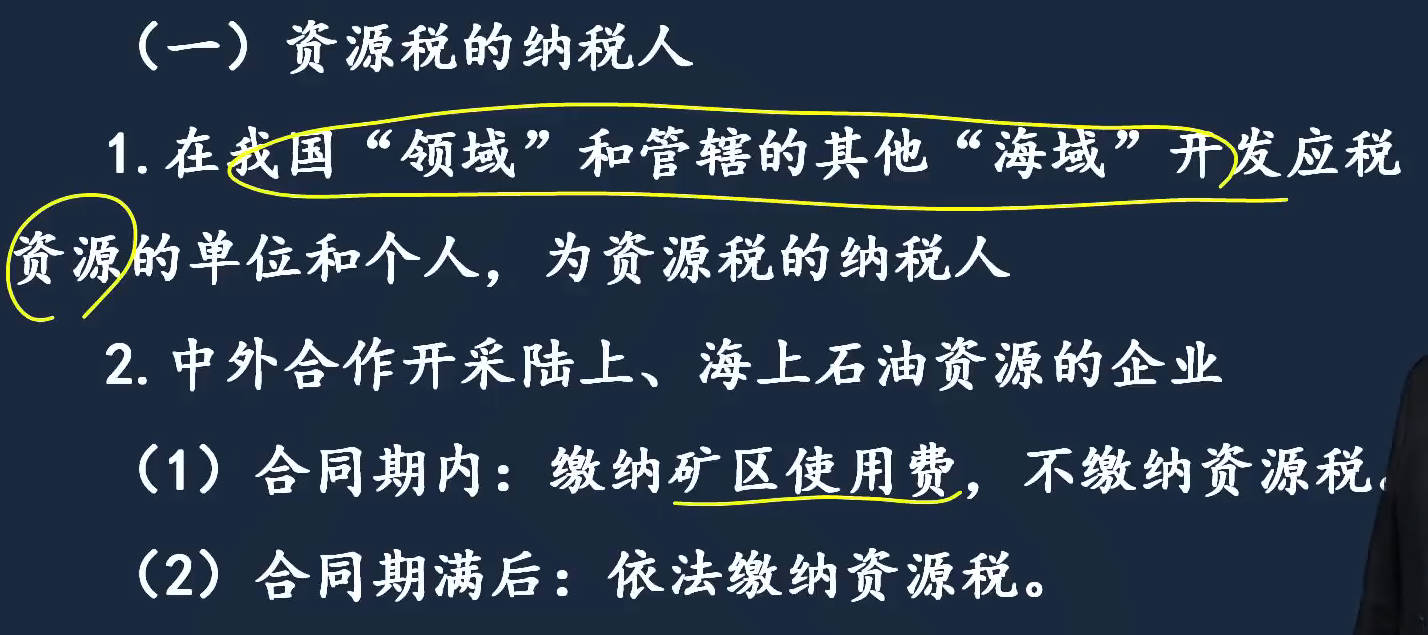 （一）资源税的纳税人
1.在我国“领域”和管辖的其他“海域”开发应税
资源的单位和个人，为资源税的纳税人
2.中外合作开采陆上、海上石油资源的企业
（1）合同期内：缴纳矿区使用费，不缴纳资源税。
（2）合同期满后：依法缴纳资源税。